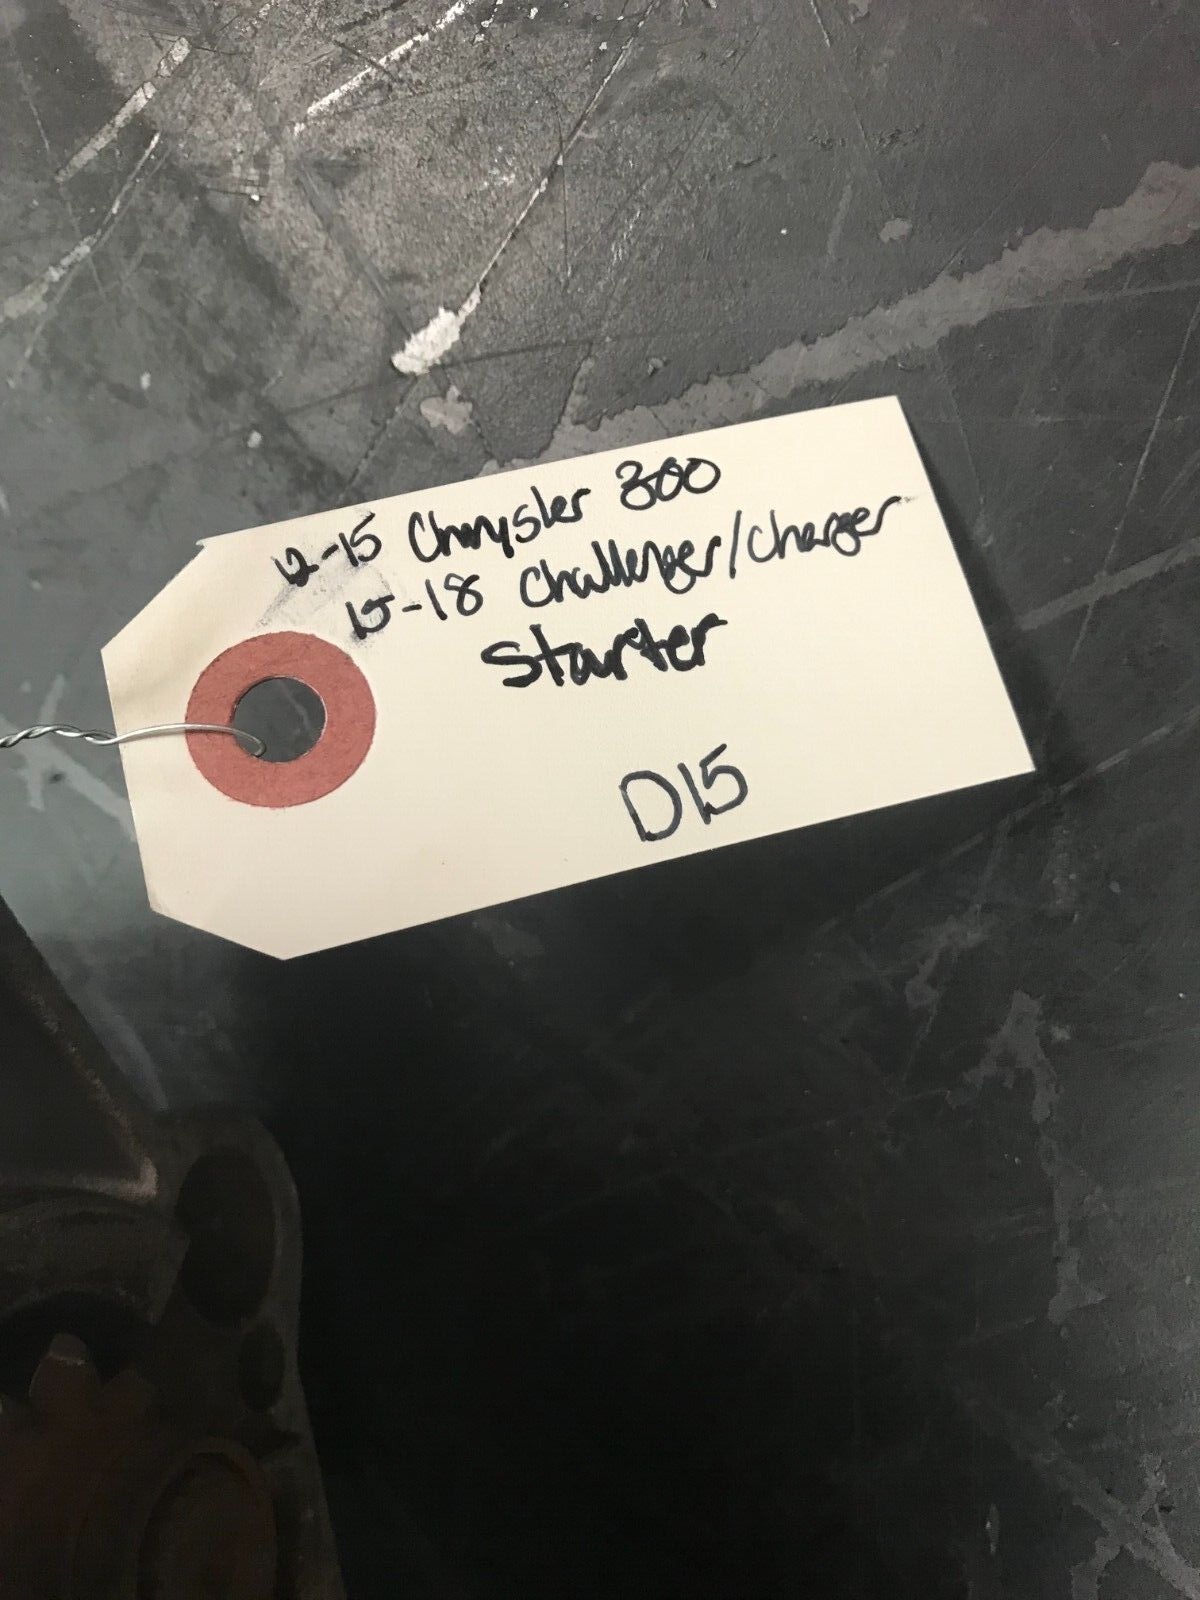 12-15 Chrysler 300
15-18 Challenger/Charger
Starter
D15